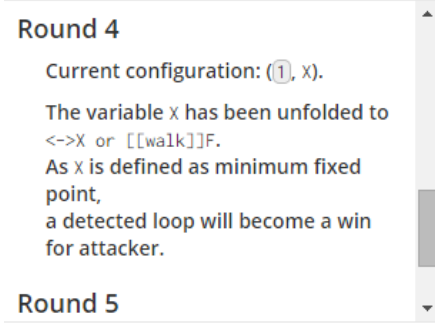 Round 4
Current configuration: (1, X).
The variable X has been unfolded to
<->X or [[walk]]F.
As X is defined as minimum fixed
point,
a detected loop will become a win
for attacker.
Round 5